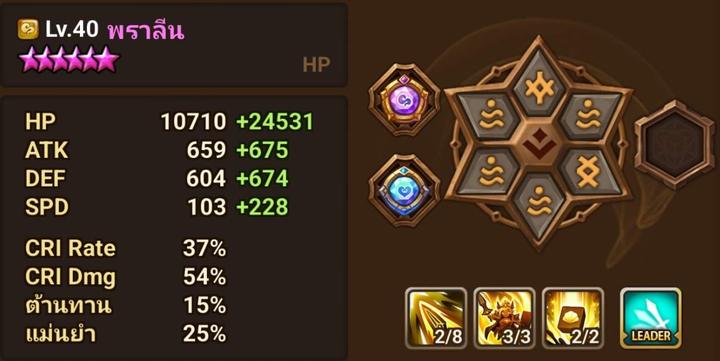 Lv.40 พราลีน
HP
HP 10710 +24531
ATK 659 +675
DEF 604 +674
SPD 103 +228
CRI Rate 37%
CRI Dmg 54%
ต้านทาน 15%
แม่นยำ 25%
2/8 3/3 2/2 LEADER